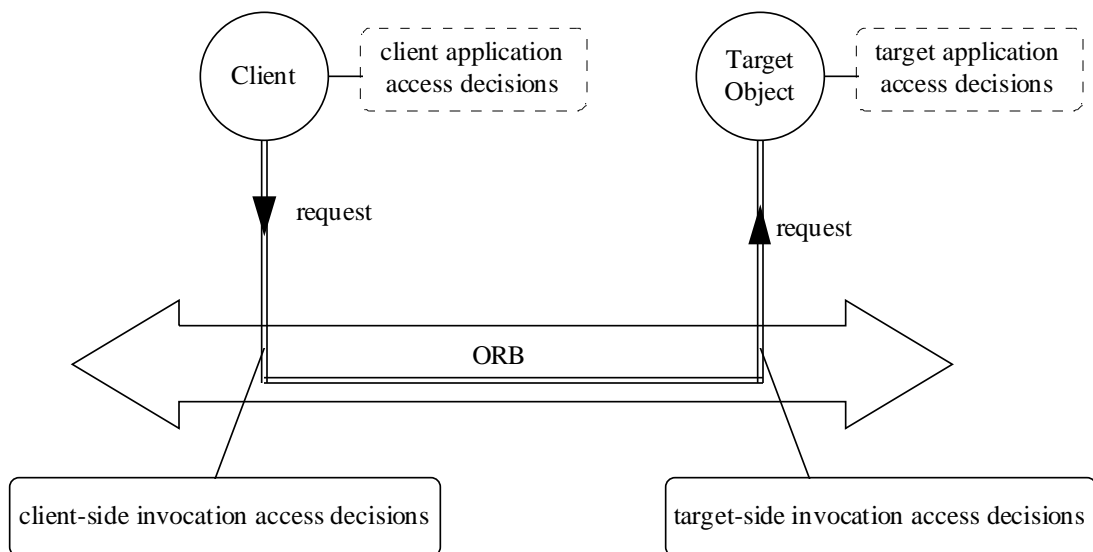 Client
client application
access decisions
Target
Object
target application
access decisions
request
request
ORB
client-side invocation access decisions
target-side invocation access decisions